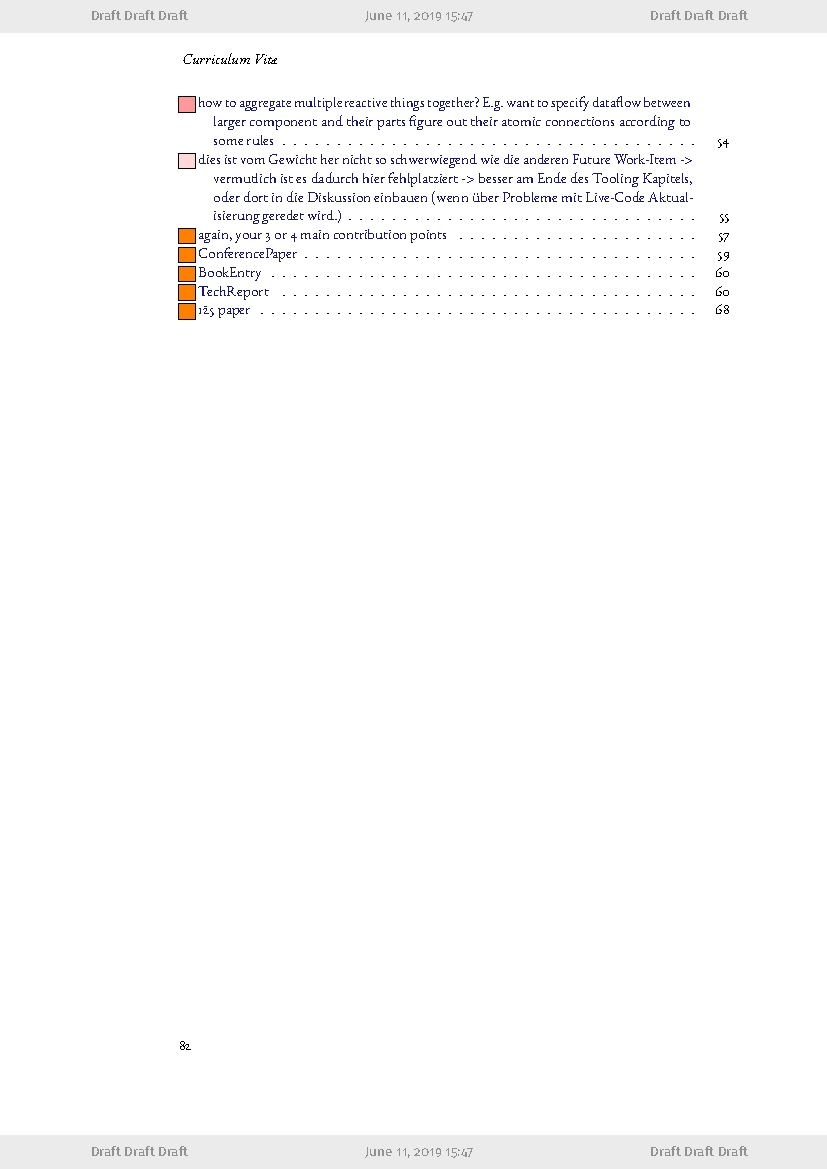 Draft Draft Draft June 11, 2019 15:47 Draft Draft Draft
Curriculum Vitæ
how to aggregate multiple reactive things together? E.g. want to specify dataflow between
larger component and their parts figure out their atomic connections according to
some rules . . . . . . . . . . . . . . . . . . . . . . . . . . . . . . . . . . . . . . 54
dies ist vom Gewicht her nicht so schwerwiegend wie die anderen Future Work-Item ->
vermutlich ist es dadurch hier fehlplatziert -> besser am Ende des Tooling Kapitels,
oder dort in die Diskussion einbauen (wenn über Probleme mit Live-Code Aktual-
isierung geredet wird.) . . . . . . . . . . . . . . . . . . . . . . . . . . . . . . . . 55
again, your 3 or 4 main contribution points . . . . . . . . . . . . . . . . . . . . . . 57
ConferencePaper . . . . . . . . . . . . . . . . . . . . . . . . . . . . . . . . . . . . 59
BookEntry . . . . . . . . . . . . . . . . . . . . . . . . . . . . . . . . . . . . . . . 60
TechReport . . . . . . . . . . . . . . . . . . . . . . . . . . . . . . . . . . . . . . 60
125 paper . . . . . . . . . . . . . . . . . . . . . . . . . . . . . . . . . . . . . . . . 68
82
Draft Draft Draft June 11, 2019 15:47 Draft Draft Draft